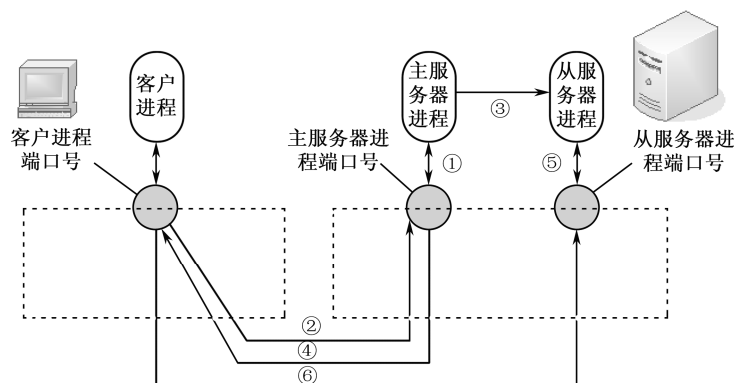 客户
进程
客户进程
端口号
主服
务器
进程
③
从服
务器
进程
主服务器进
程端口号
①
⑤
从服务器进
程端口号
②
④
⑥